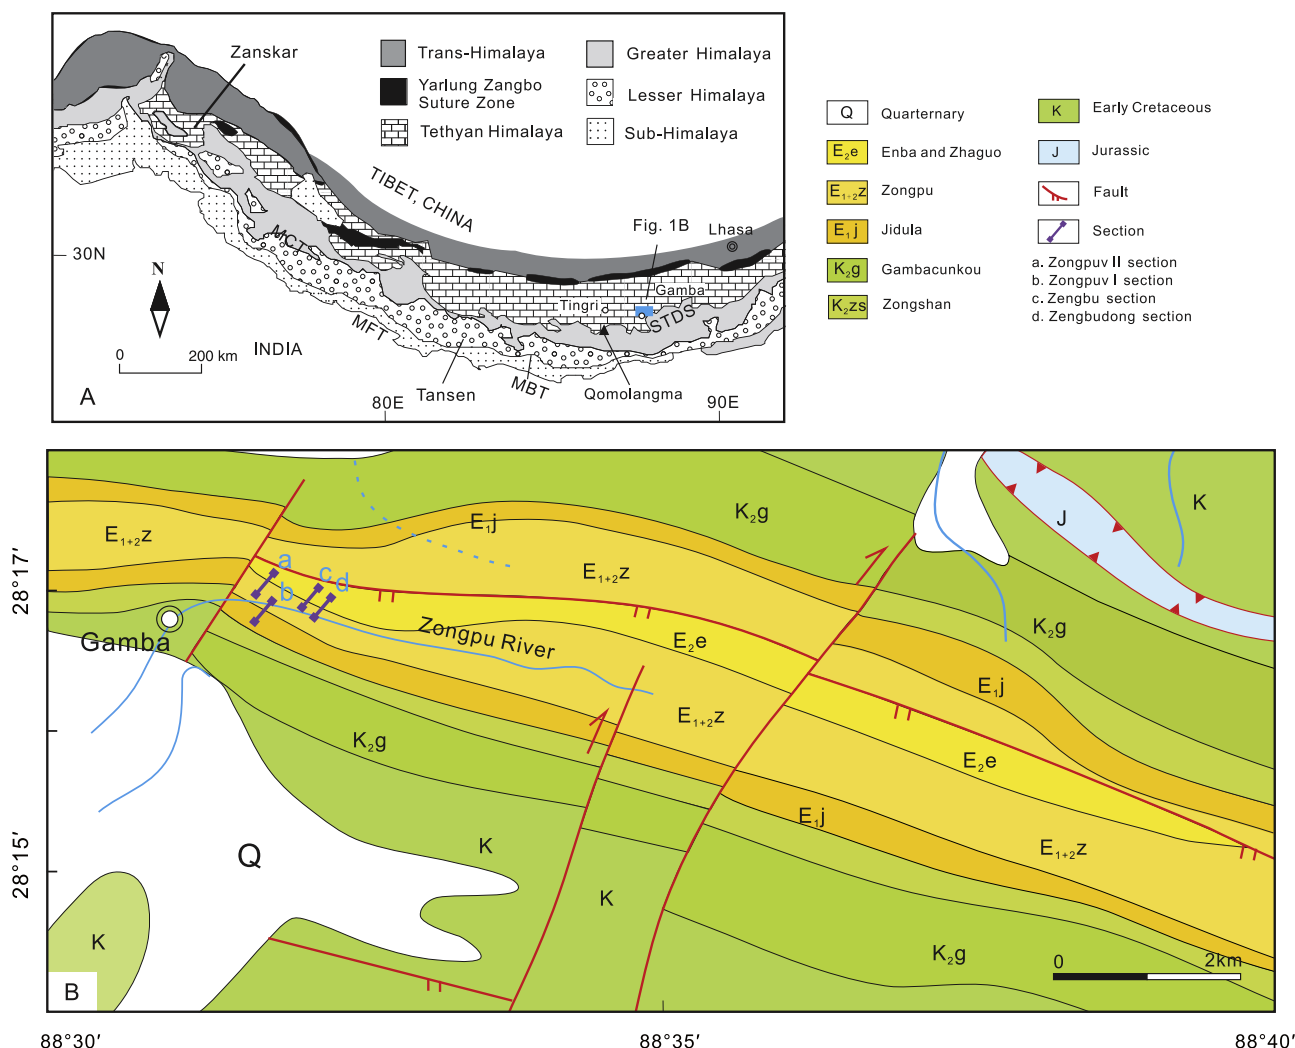 Zanskar
Trans-Himalaya
Greater Himalaya
Yarlung Zangbo
Suture Zone
Lesser Himalaya
Tethyan Himalaya
Sub-Himalaya
TIBET, CHINA
Fig. 1B
Lhasa
MCT
30N
N
Gamba
Tingri
STDS
MFT
0
200 km
INDIA
MBT
Tansen
Qomolangma
A
80E
90E
Q
Quarternary
E2e
Enba and Zhaguo
E1+2z
Zongpu
E1j
Jidula
K2g
Gambacunkou
K2zs
Zongshan
K
Early Cretaceous
J
Jurassic
Fault
Section
a. Zongpuv II section
b. Zongpuv I section
c. Zengbu section
d. Zengbudong section
K2g
K
E1j
J
E1+2z
28°17′
a
c
d
b
E1+2z
Gamba
Zongpu River
E2e
K2g
E1j
E1+2z
K2g
E2e
E1j
28°15′
Q
K
E1+2z
K
K
K2g
0
2km
B
88°30′
88°35′
88°40′